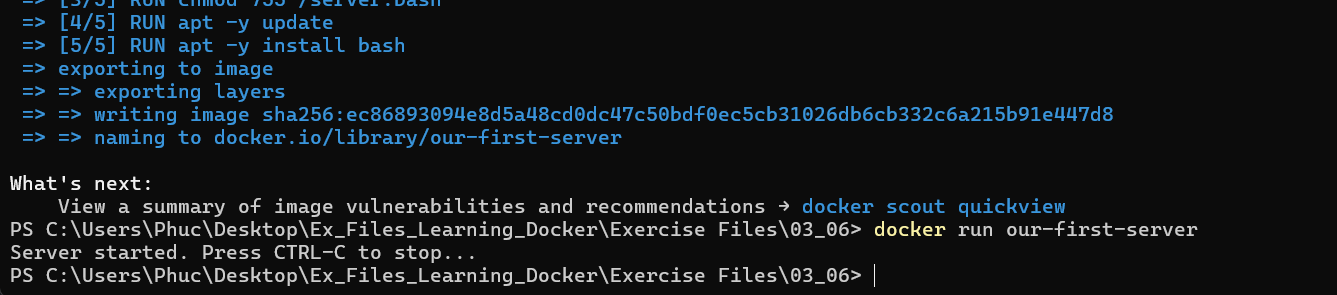 => [3/5] RUN chmod 755 /server.bash
=> [4/5] RUN apt -y update
=> [5/5] RUN apt -y install bash
=> exporting to image
=> => exporting layers
=> => writing image sha256:ec86893094e8d5a48cd0dc47c50bdf0ec5cb31026db6cb332c6a215b91e447d8
=> => naming to docker.io/library/our-first-server
What's next:
View a summary of image vulnerabilities and recommendations → docker scout quickview
PS C:\Users\Phuc\Desktop\Ex_Files_Learning_Docker\Exercise Files\03_06> docker run our-first-server
Server started. Press CTRL-C to stop...
PS C:\Users\Phuc\Desktop\Ex_Files_Learning_Docker\Exercise Files\03_06>